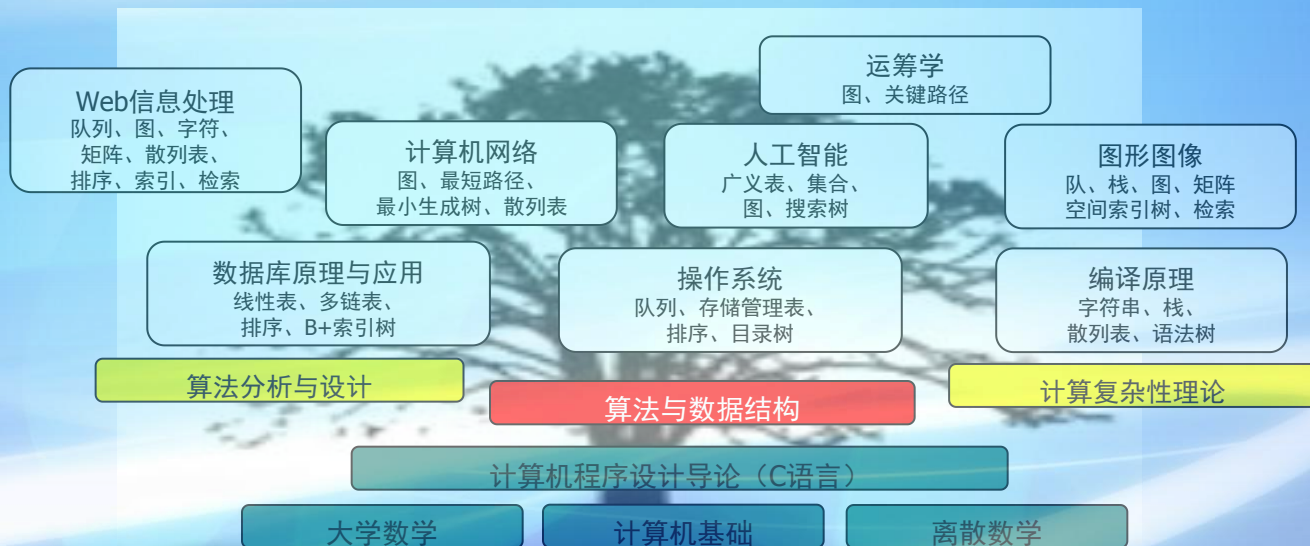 运筹学
图、关键路径
Web信息处理
队列、图、字符、
矩阵、散列表、
排序、索引、检索
计算机网络
图、最短路径、
最小生成树、散列表
人工智能
广义表、集合、
图、搜索树
图形图像
队、栈、图、矩阵
空间索引树、检索
数据库原理与应用
线性表、多链表、
排序、B+索引树
操作系统
队列、存储管理表、
排序、目录树
编译原理
字符串、栈、
散列表、语法树
算法分析与设计
算法与数据结构
计算复杂性理论
计算机程序设计导论（C语言）
大学数学
计算机基础
离散数学